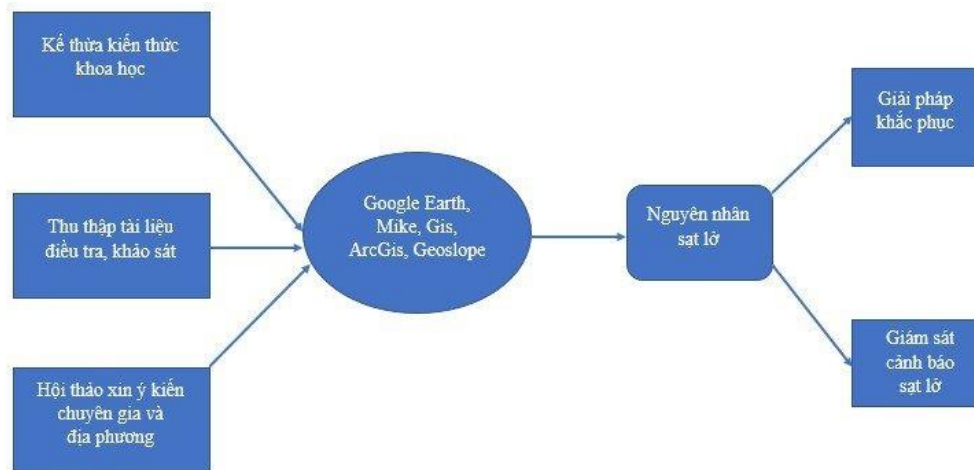 Kế thừa kiến thức
khoa học
Thu thập tài liệu
điều tra, khảo sát
Hội thảo xin ý kiến
chuyên gia và
địa phương
Google Earth,
Mike, Gis,
ArcGis, Geoslope
Nguyên nhân
sạt lở
Giải pháp
khắc phục
Giám sát
cảnh báo
sạt lở